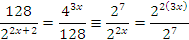 128/2^(2x+2) = 4^(3x)/128 ≡ 2^7/2^(2x) = 2^(2(3x))/2^7